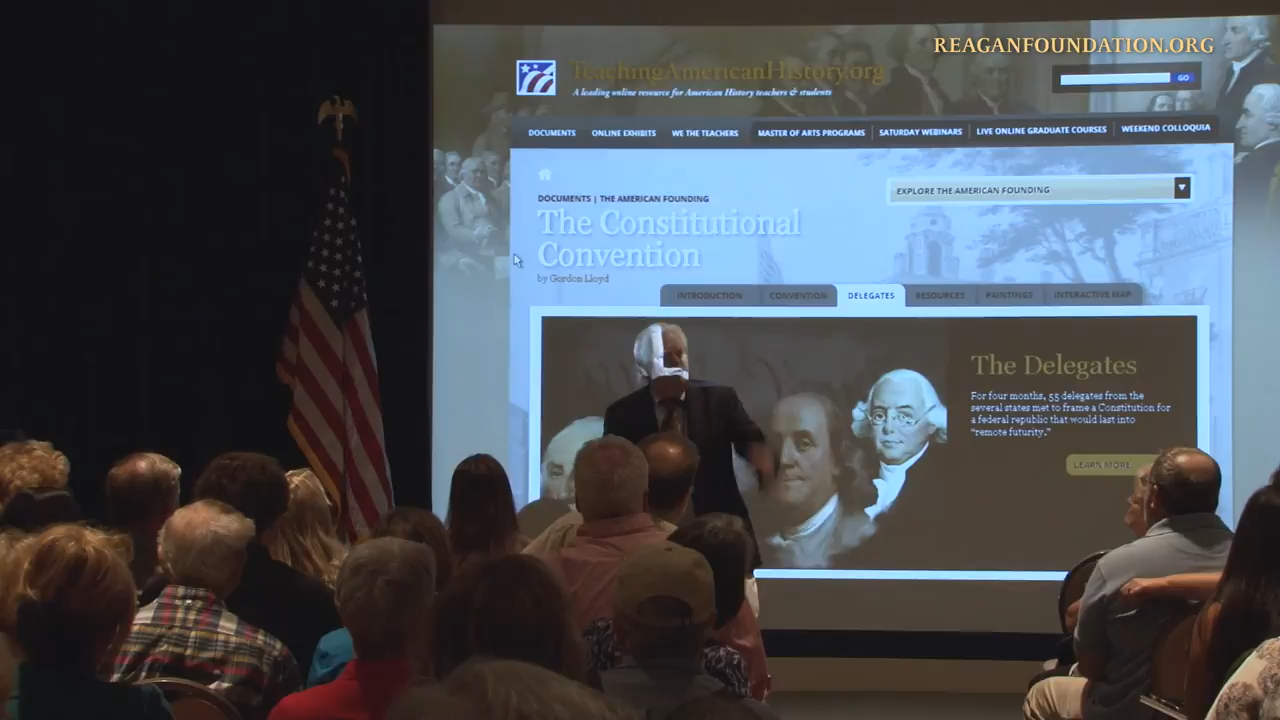 REAGANFOUNDATION.ORG
TeachingAmericanHistory.org
A leading online resource for American History teachers & students
GO
DOCUMENTS
ONLINE EXHIBITS
WE THE TEACHERS
MASTER OF ARTS PROGRAMS
SATURDAY WEBINARS
LIVE ONLINE GRADUATE COURSES
WEEKEND COLLOQUIA
EXPLORE THE AMERICAN FOUNDING
DOCUMENTS | THE AMERICAN FOUNDING
The Constitutional
Convention
by Gordon Lloyd
INTRODUCTION
CONVENTION
DELEGATES
RESOURCES
PAINTINGS
INTERACTIVE MAP
The Delegates
For four months, 55 delegates from the
several states met to frame a Constitution for
a federal republic that would last into
"remote futurity."
LEARN MORE